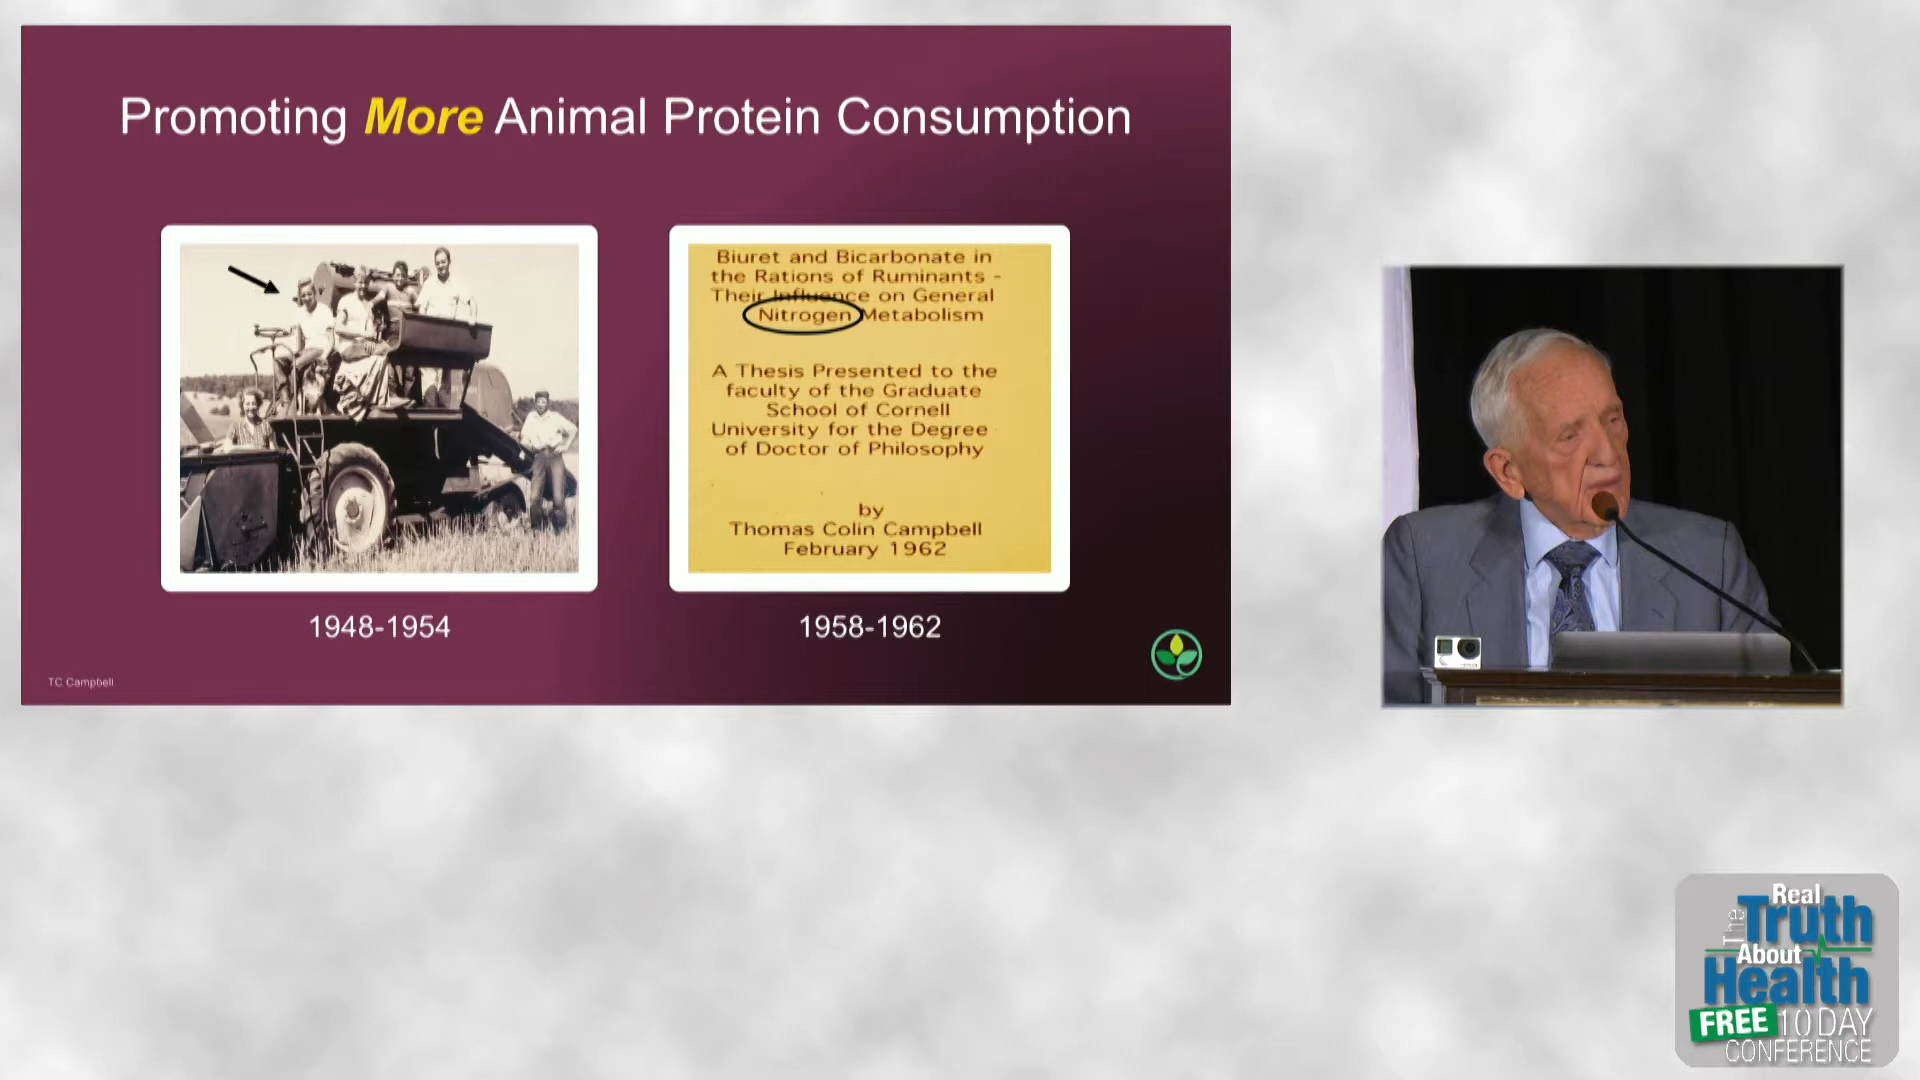 Promoting More Animal Protein Consumption
Biuret and Bicarbonate in
the Rations of Ruminants -
Their Influence on General
Nitrogen Metabolism
A Thesis Presented to the
faculty of the Graduate
School of Cornell
University for the Degree
of Doctor of Philosophy
by
Thomas Colin Campbell
February 1962
1948-1954
1958-1962
TC Campbell
The Real
Truth
About
Health
FREE 10 DAY
CONFERENCE